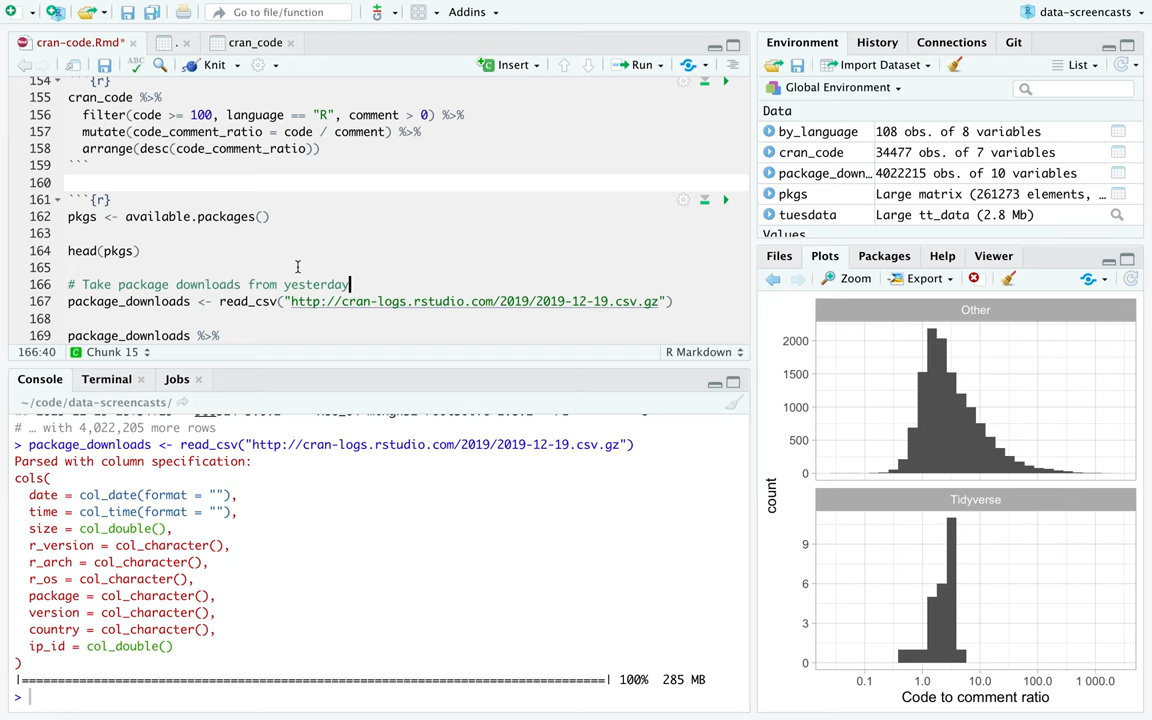 Go to file/function
Addins
data-screencasts
cran-code.Rmd*
.
cran_code
ABC
Knit
Insert
Run
154 ```{r}
155 cran_code %>%
156 filter(code >= 100, language == "R", comment > 0) %>%
157 mutate(code_comment_ratio = code / comment) %>%
158 arrange(desc(code_comment_ratio))
159 ```
160
161 ```{r}
162 pkgs <- available.packages()
163
164 head(pkgs)
165
166 # Take package downloads from yesterday
167 package_downloads <- read_csv("http://cran-logs.rstudio.com/2019/2019-12-19.csv.gz")
168
169 package_downloads %>%
166:40 Chunk 15 R Markdown
Console Terminal Jobs
~/code/data-screencasts/
# … with 4,022,205 more rows
> package_downloads <- read_csv("http://cran-logs.rstudio.com/2019/2019-12-19.csv.gz")
Parsed with column specification:
cols(
date = col_date(format = ""),
time = col_time(format = ""),
size = col_double(),
r_version = col_character(),
r_arch = col_character(),
r_os = col_character(),
package = col_character(),
version = col_character(),
country = col_character(),
ip_id = col_double()
)
|=================================================================================| 100% 285 MB
>
Environment History Connections Git
Import Dataset List
Global Environment
Data
by_language 108 obs. of 8 variables
cran_code 34477 obs. of 7 variables
package_down… 4022215 obs. of 10 variables
pkgs Large matrix (261273 elements, …
tuesdata Large tt_data (2.8 Mb)
Values
Files Plots Packages Help Viewer
Zoom Export
Other
2000
1500
1000
500
0
Tidyverse
9
6
3
0
count
0.1 1.0 10.0 100.0 1 000.0
Code to comment ratio